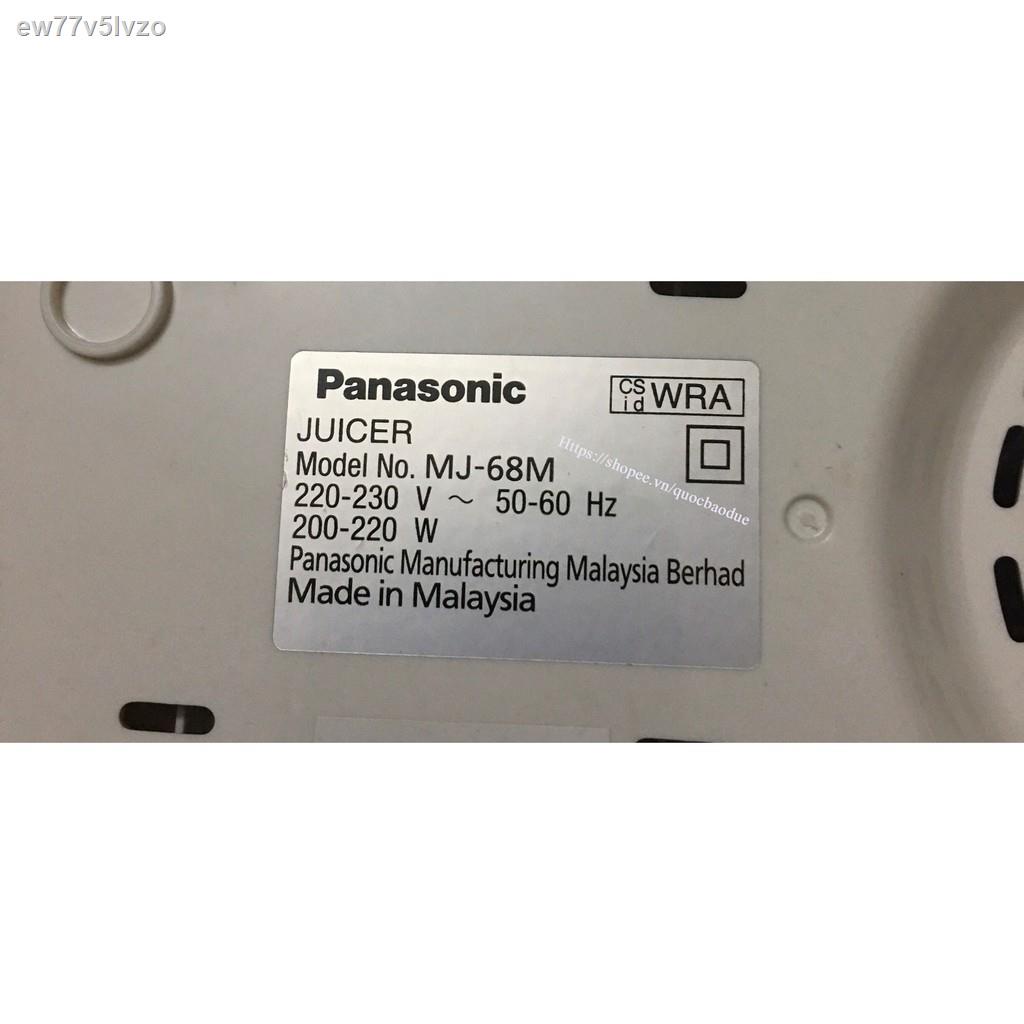 ew77v5lvzo
Panasonic
CS id WRA
JUICER
Model No. MJ-68M
Https://shopee.vn/quocbaodue
220-230 V ~ 50-60 Hz
200-220 W
Panasonic Manufacturing Malaysia Berhad
Made in Malaysia